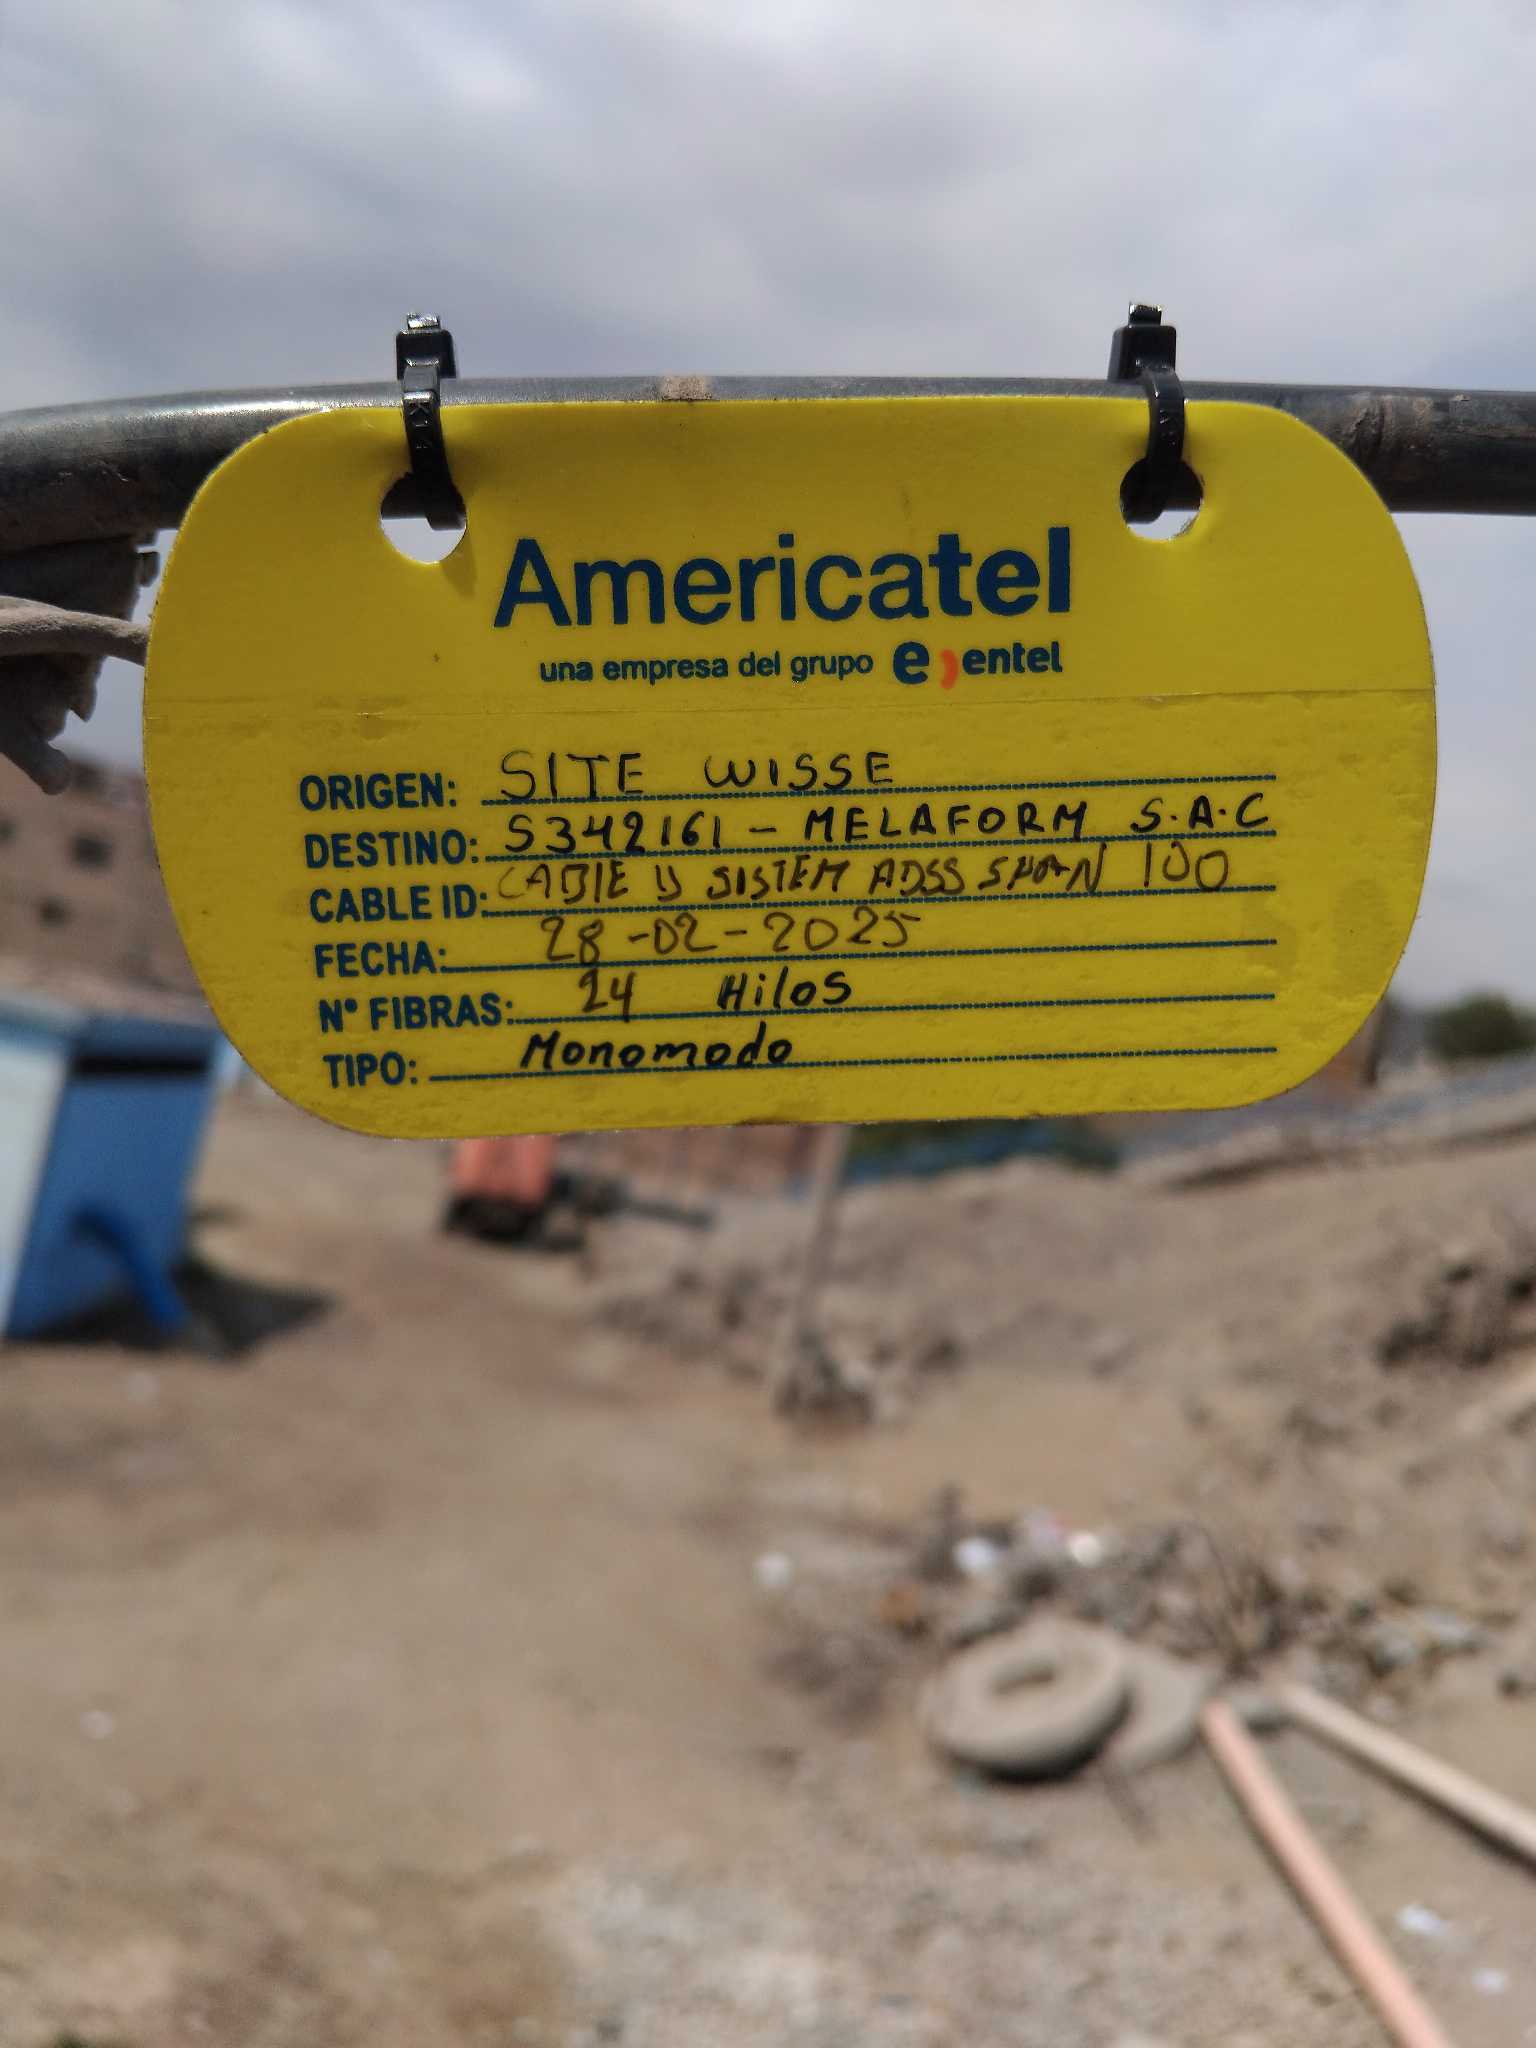 Americatel
una empresa del grupo e) entel
ORIGEN: SITE WISSE
DESTINO: S342161 - MELAFORM S.A.C
CABLE ID: CABLE Y SISTEM ADSS SPAN 100
FECHA: 28-02-2025
N° FIBRAS: 24 Hilos
TIPO: Monomodo